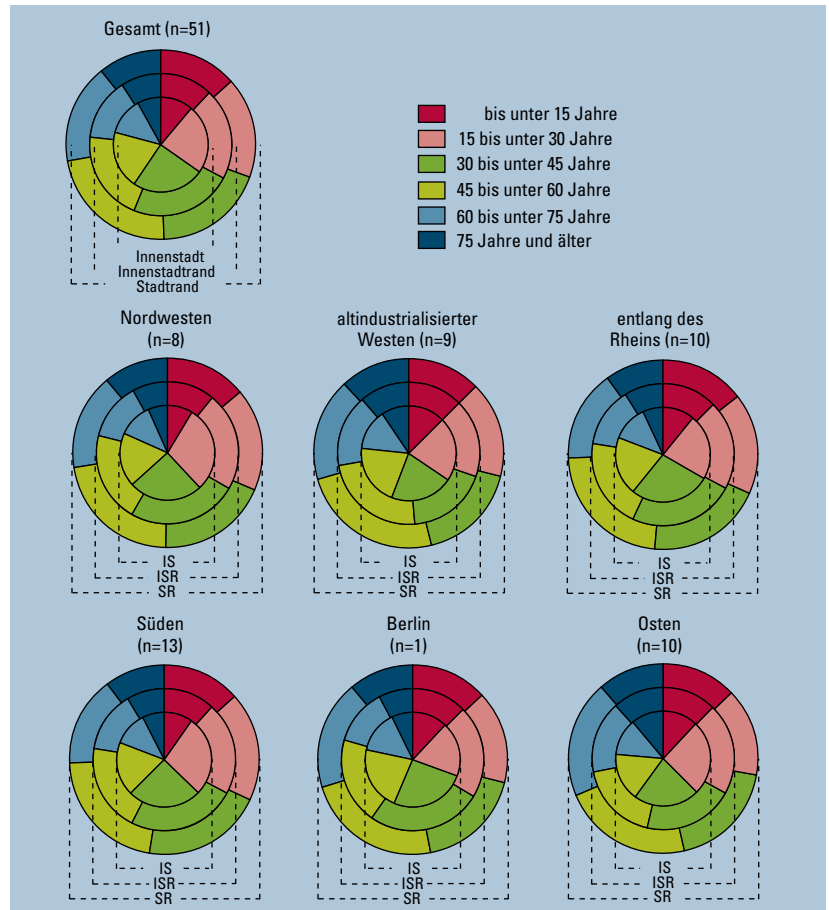 Gesamt (n=51)
bis unter 15 Jahre
15 bis unter 30 Jahre
30 bis unter 45 Jahre
45 bis unter 60 Jahre
60 bis unter 75 Jahre
75 Jahre und älter
Innenstadt
Innenstadtrand
Stadtrand
Nordwesten
(n=8)
altindustrialisierter
Westen (n=9)
entlang des
Rheins (n=10)
IS
ISR
SR
IS
ISR
SR
IS
ISR
SR
Süden
(n=13)
Berlin
(n=1)
Osten
(n=10)
IS
ISR
SR
IS
ISR
SR
IS
ISR
SR